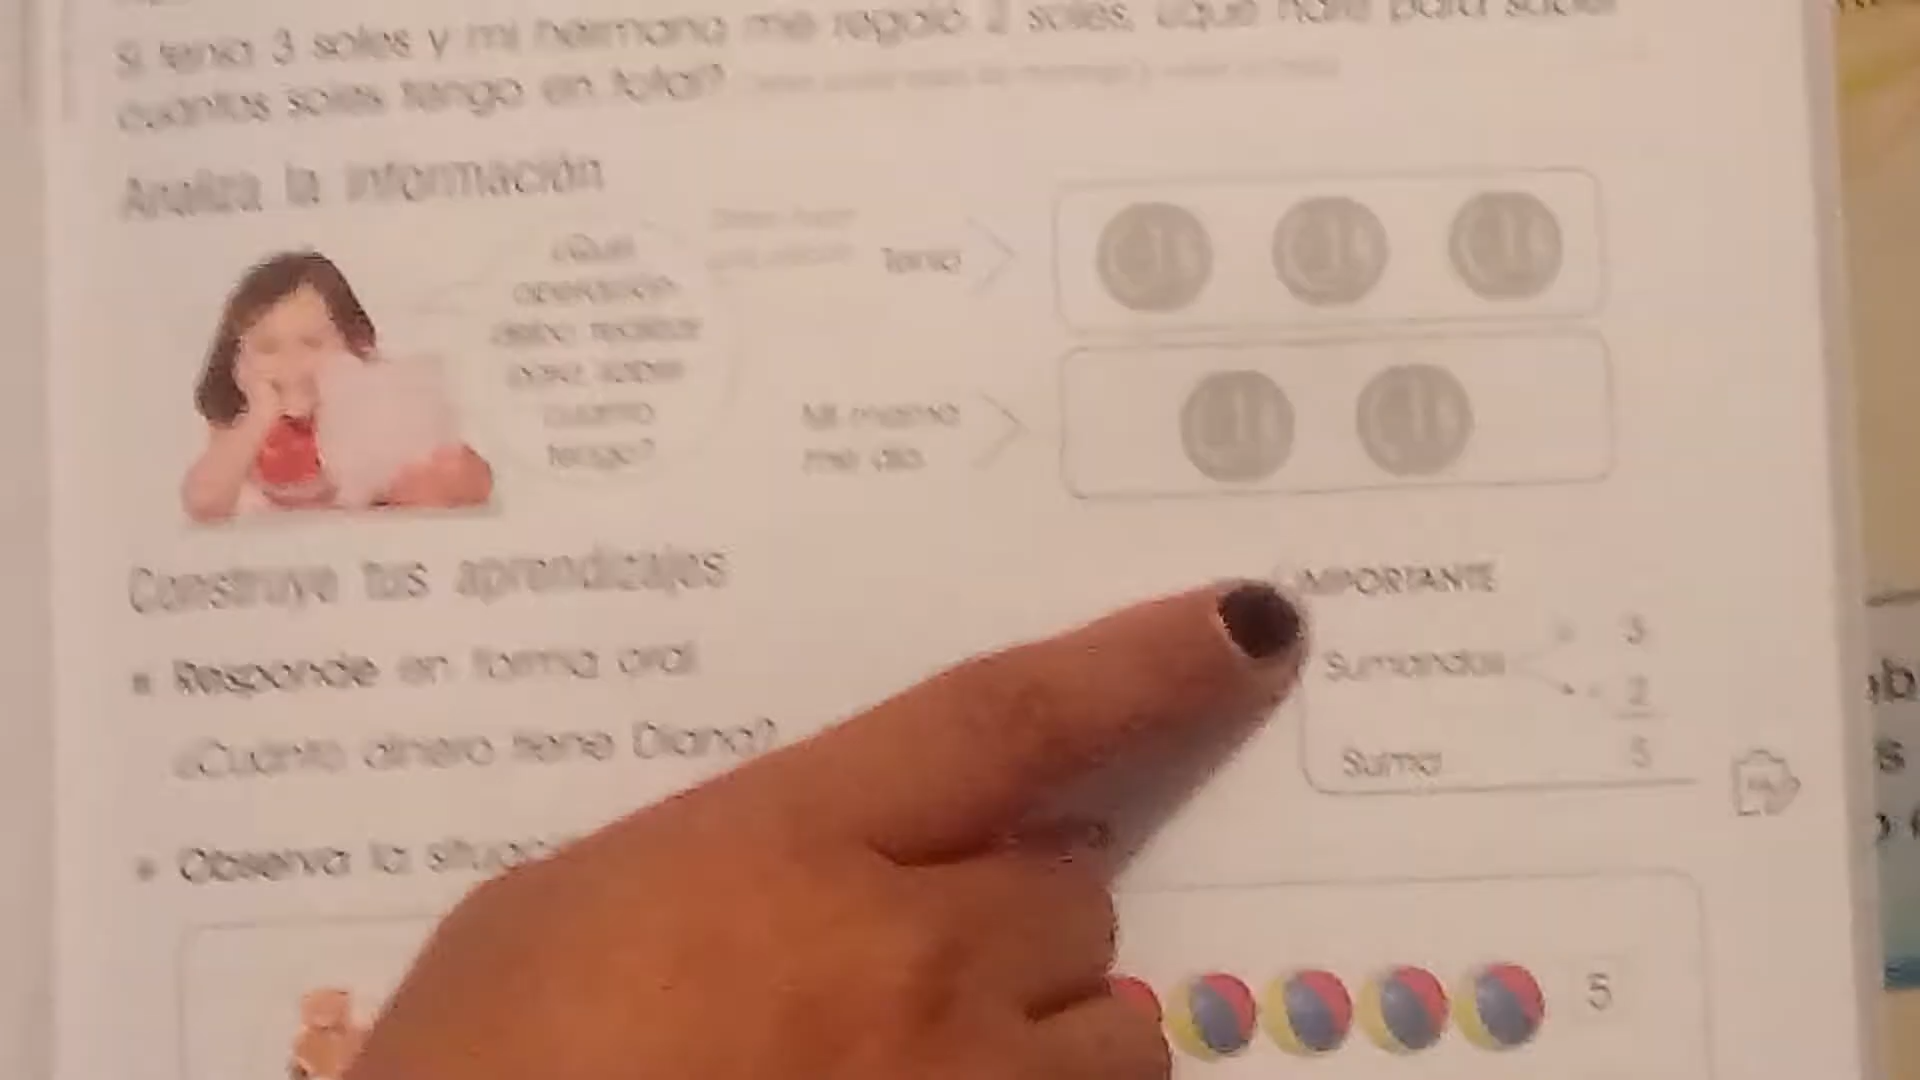 Si tenía 3 soles y mi hermano me regaló 2 soles, ¿qué haré para saber
cuántos soles tengo en total?
Analiza la información
¿Qué
operación
debo realizar
para saber
cuánto
tengo?
Tenía
Mi mamá
me dio
Construye tus aprendizajes
Responde en forma oral.
¿Cuánto dinero tiene Diana?
Observa la
IMPORTANTE
Sumandos
3
2
Suma
5
5